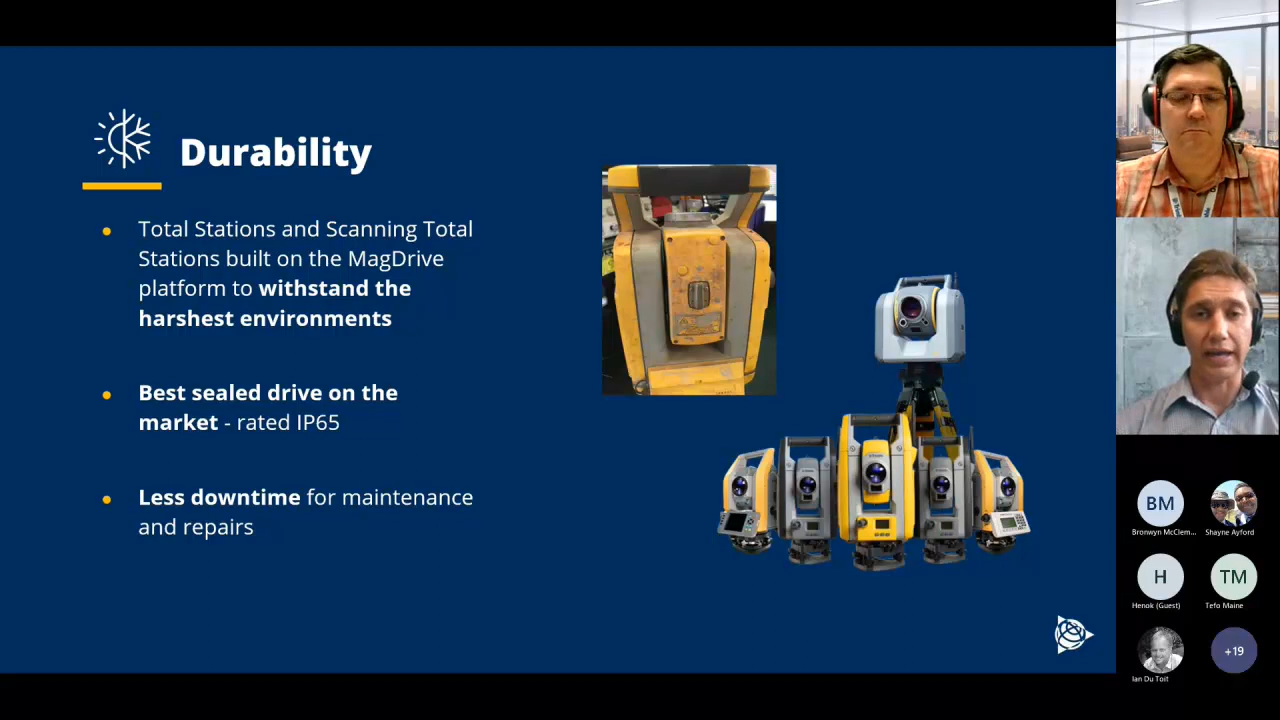 Durability
Total Stations and Scanning Total
Stations built on the MagDrive
platform to withstand the
harshest environments
Best sealed drive on the
market - rated IP65
Less downtime for maintenance
and repairs
BM
Bronwyn McClem...
Shayne Ayford
H
Henok (Guest)
TM
Tefo Maine
Ian Du Toit
+19